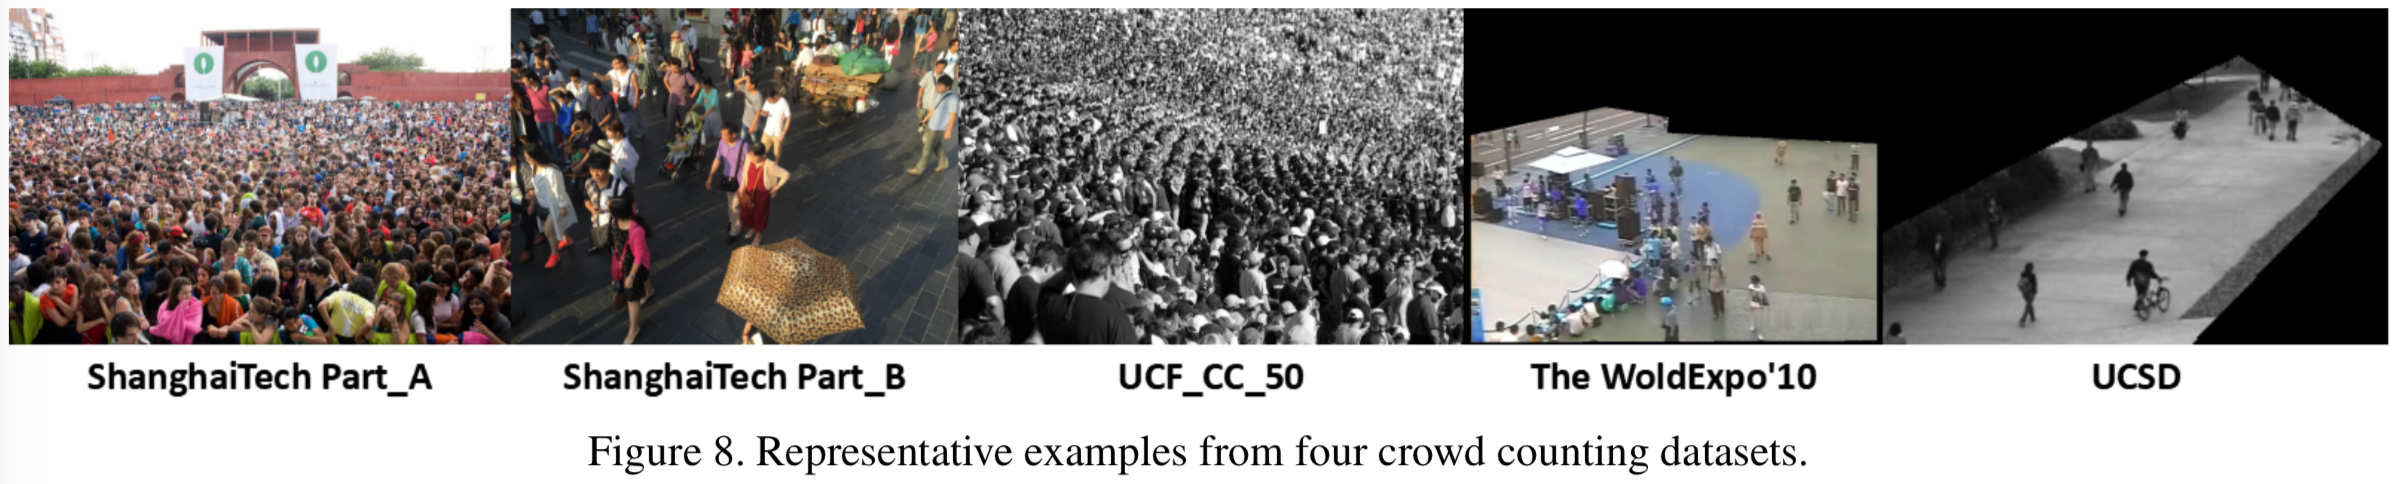 ShanghaiTech Part_A
ShanghaiTech Part_B
UCF_CC_50
The WoldExpo'10
UCSD
Figure 8. Representative examples from four crowd counting datasets.